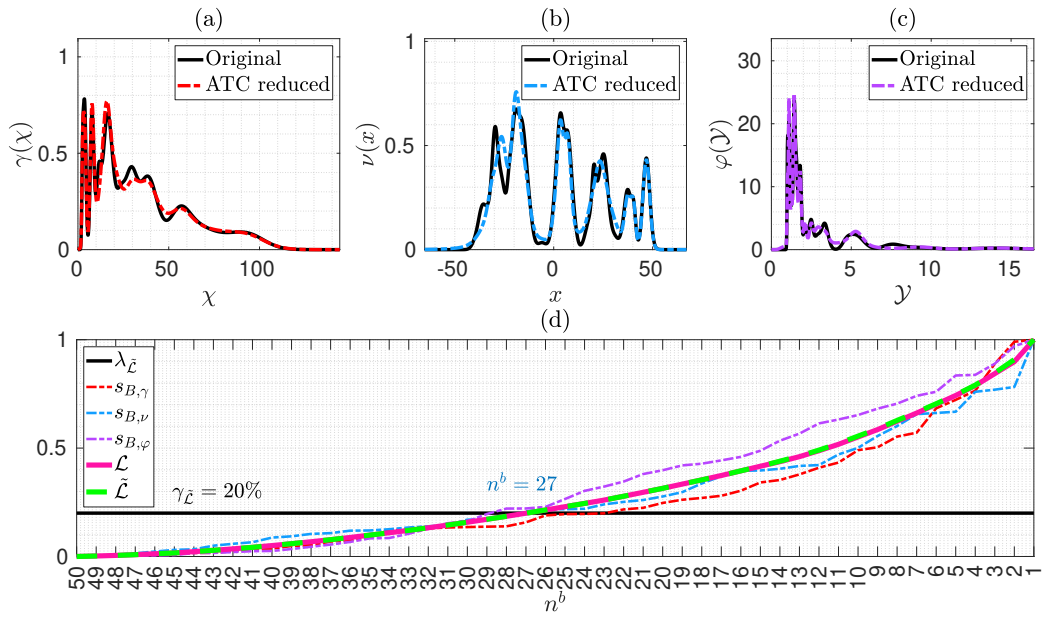 (a)
1
0.5
0
0
50
100
γ(χ)
χ
Original
ATC reduced
(b)
1
0.5
0
-50
0
50
ν(x)
x
Original
ATC reduced
(c)
30
20
10
0
0
5
10
15
φ(𝒴)
𝒴
Original
ATC reduced
(d)
1
0.5
0
λ_ℒ̃
s_B,γ
s_B,ν
s_B,φ
ℒ
ℒ̃
γ_ℒ̃ = 20%
n^b = 27
50 49 48 47 46 45 44 43 42 41 40 39 38 37 36 35 34 33 32 31 30 29 28 27 26 25 24 23 22 21 20 19 18 17 16 15 14 13 12 11 10 9 8 7 6 5 4 3 2 1
n^b